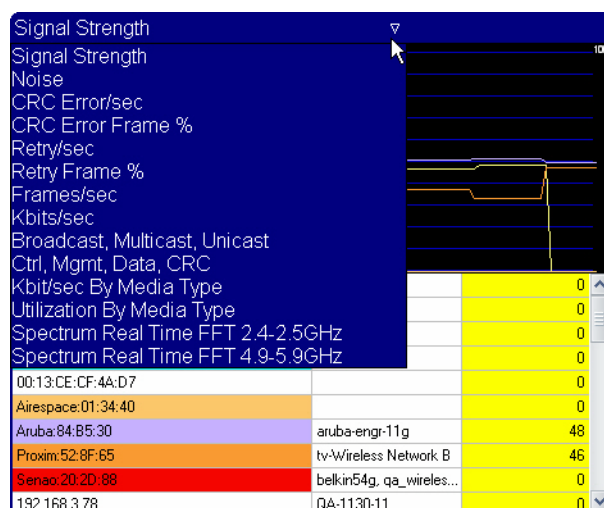 Signal Strength
Signal Strength
Noise
CRC Error/sec
CRC Error Frame %
Retry/sec
Retry Frame %
Frames/sec
Kbits/sec
Broadcast, Multicast, Unicast
Ctrl, Mgmt, Data, CRC
Kbit/sec By Media Type
Utilization By Media Type
Spectrum Real Time FFT 2.4-2.5GHz
Spectrum Real Time FFT 4.9-5.9GHz
0
0
0
0
00:13:CE:CF:4A:D7 0
Airespace:01:34:40 0
Aruba:84:B5:30 aruba-engr-11g 48
Proxim:52:8F:65 tv-Wireless Network B 46
Senao:20:2D:88 belkin54g, qa_wireles... 0
192.168.3.78 QA-1130-11 0